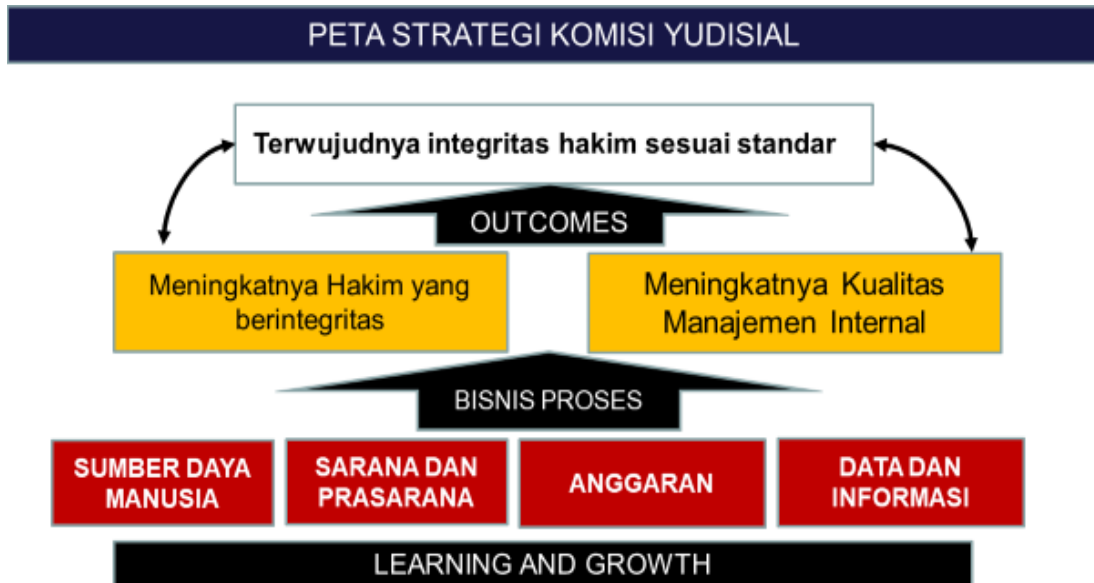 PETA STRATEGI KOMISI YUDISIAL
Terwujudnya integritas hakim sesuai standar
OUTCOMES
Meningkatnya Hakim yang
berintegritas
Meningkatnya Kualitas
Manajemen Internal
BISNIS PROSES
SUMBER DAYA
MANUSIA
SARANA DAN
PRASARANA
ANGGARAN
DATA DAN
INFORMASI
LEARNING AND GROWTH